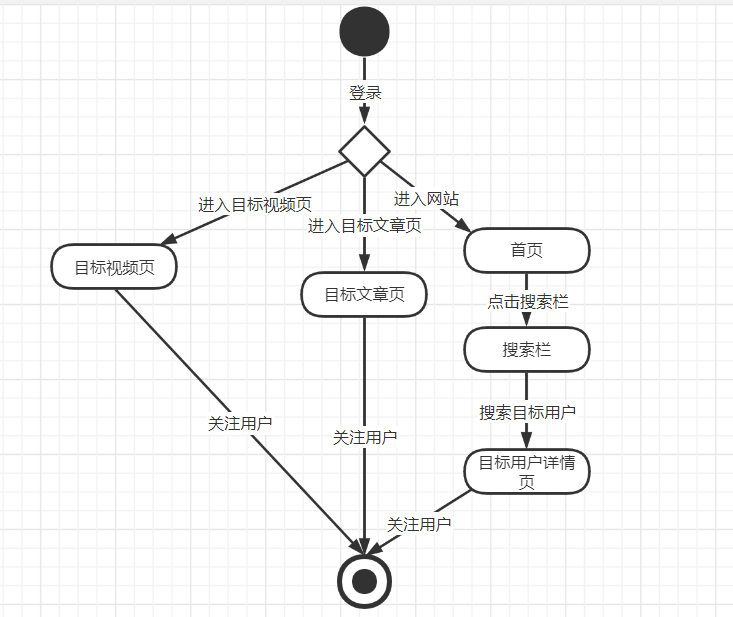 登录
进入目标视频页
进入目标文章页
进入网站
目标视频页
目标文章页
首页
点击搜索栏
搜索栏
搜索目标用户
目标用户详情
页
关注用户
关注用户
关注用户